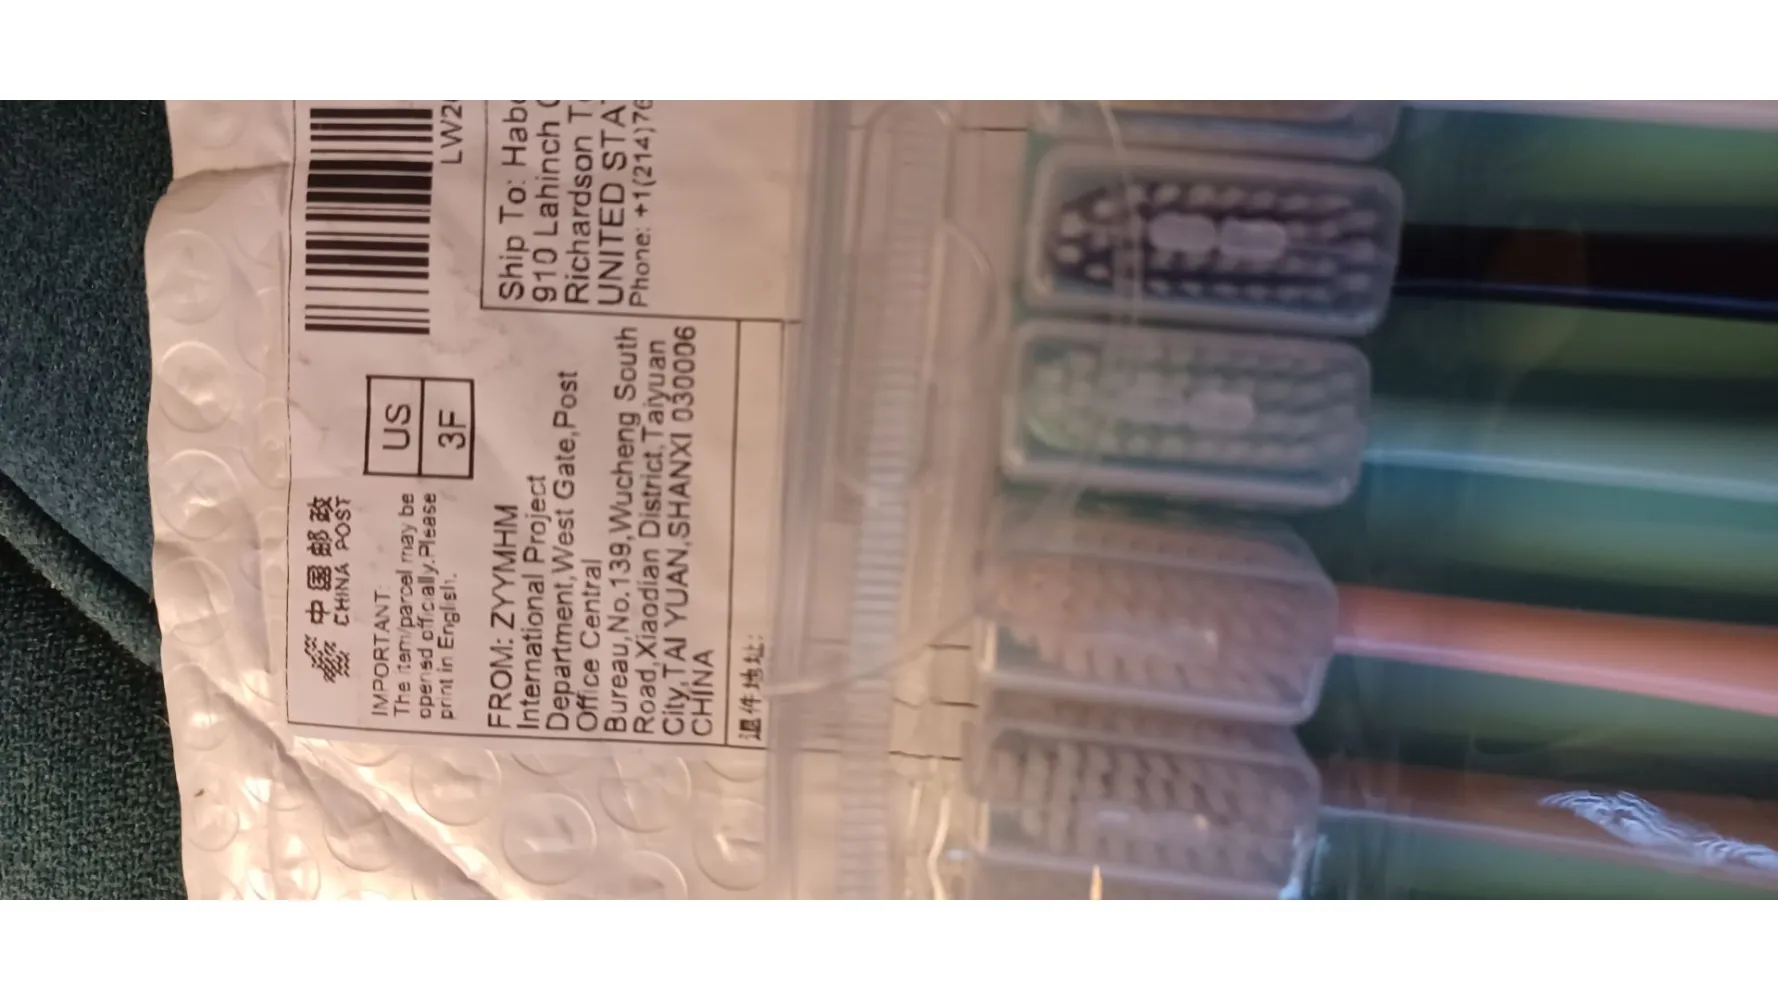 中国邮政
CHINA POST
IMPORTANT:
The item/parcel may be
opened officially.Please
print in English.
US
3F
LW2
FROM: ZYYMHM
International Project
Department,West Gate,Post
Office Central
Bureau,No.139,Wucheng South
Road,Xiaodian District,Taiyuan
City,TAI YUAN,SHANXI 030006
CHINA
Ship To: Habo
910 Lahinch
Richardson T
UNITED STA
Phone: +1(214)76
退件地址: